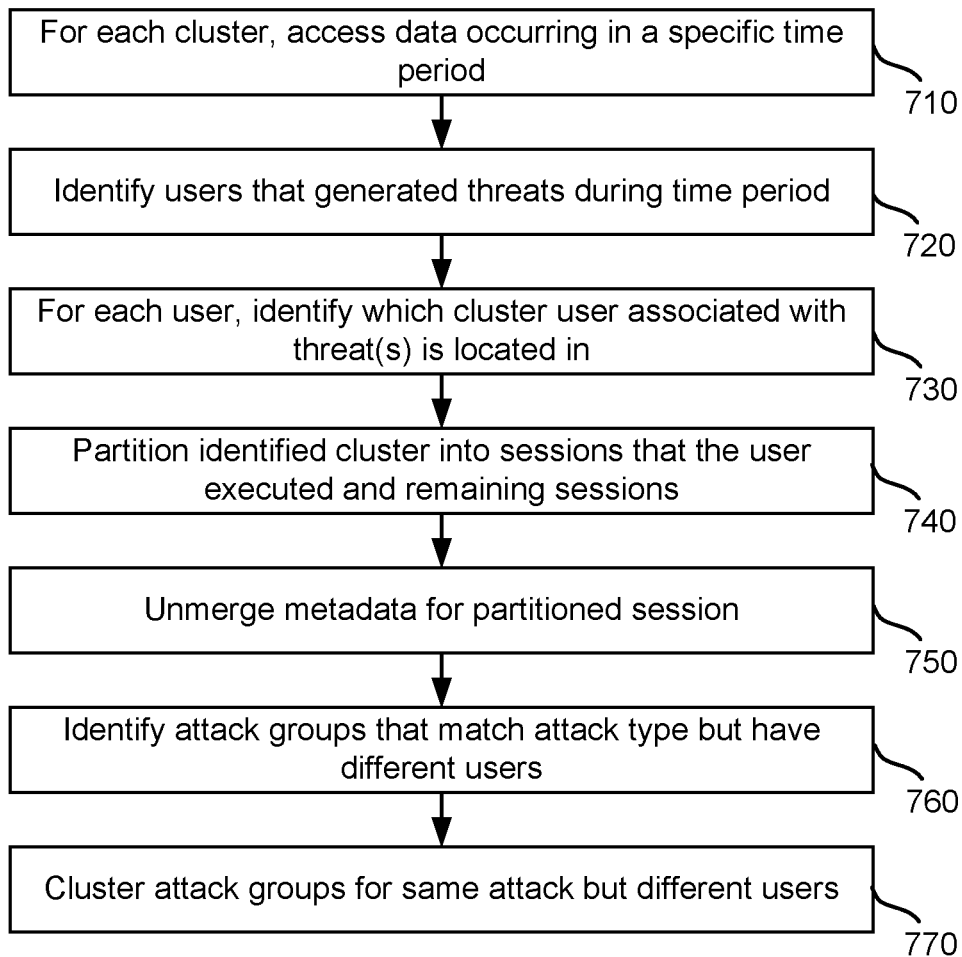 For each cluster, access data occurring in a specific time
period
710
Identify users that generated threats during time period
720
For each user, identify which cluster user associated with
threat(s) is located in
730
Partition identified cluster into sessions that the user
executed and remaining sessions
740
Unmerge metadata for partitioned session
750
Identify attack groups that match attack type but have
different users
760
Cluster attack groups for same attack but different users
770